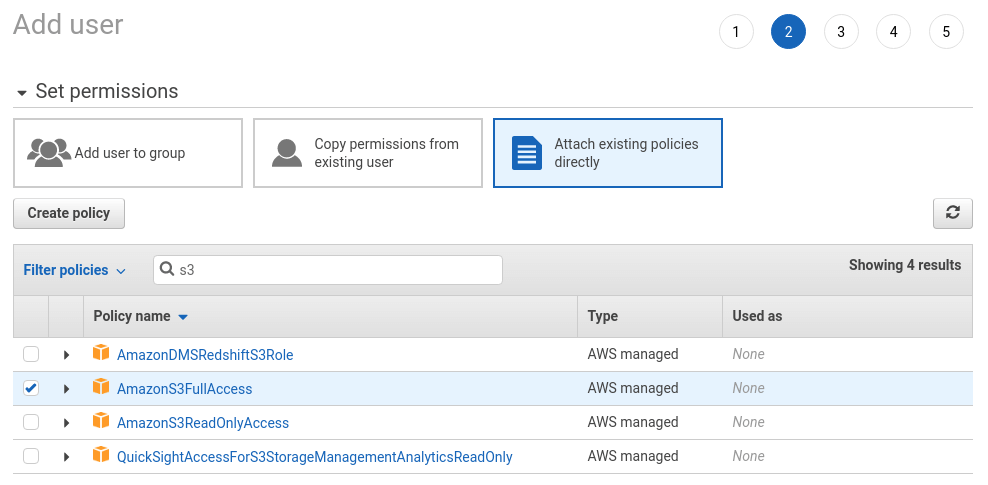 Add user
1 2 3 4 5
Set permissions
Add user to group
Copy permissions from
existing user
Attach existing policies
directly
Create policy
Filter policies
s3
Showing 4 results
Policy name Type Used as
AmazonDMSRedshiftS3Role AWS managed None
AmazonS3FullAccess AWS managed None
AmazonS3ReadOnlyAccess AWS managed None
QuickSightAccessForS3StorageManagementAnalyticsReadOnly AWS managed None